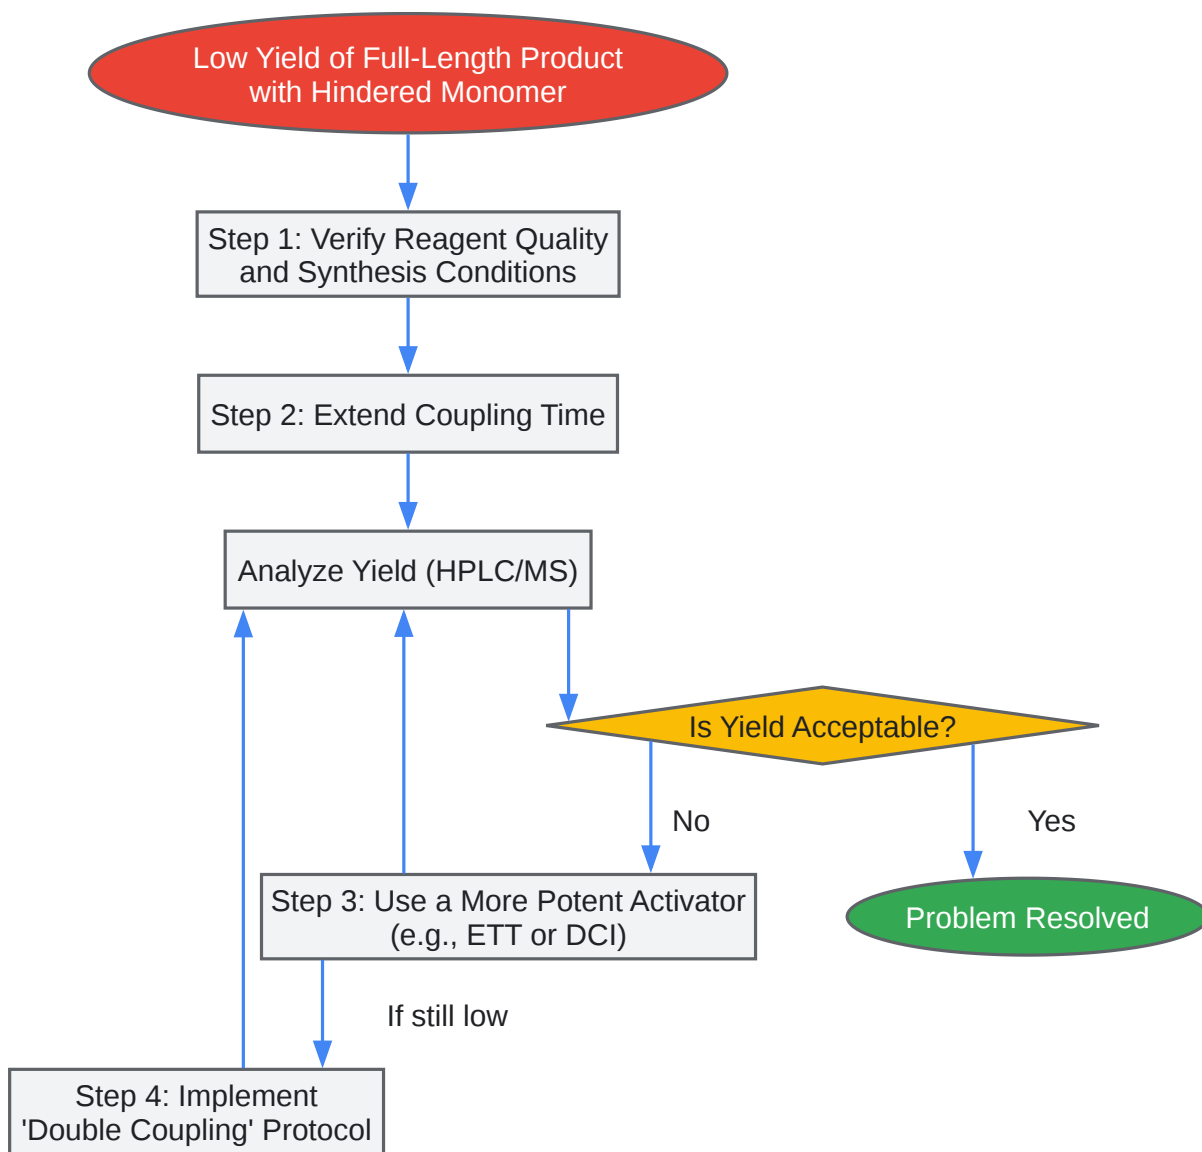 Low Yield of Full-Length Product
with Hindered Monomer
Step 1: Verify Reagent Quality
and Synthesis Conditions
Step 2: Extend Coupling Time
Analyze Yield (HPLC/MS)
Is Yield Acceptable?
No
Yes
Step 3: Use a More Potent Activator
(e.g., ETT or DCI)
Problem Resolved
If still low
Step 4: Implement
'Double Coupling' Protocol